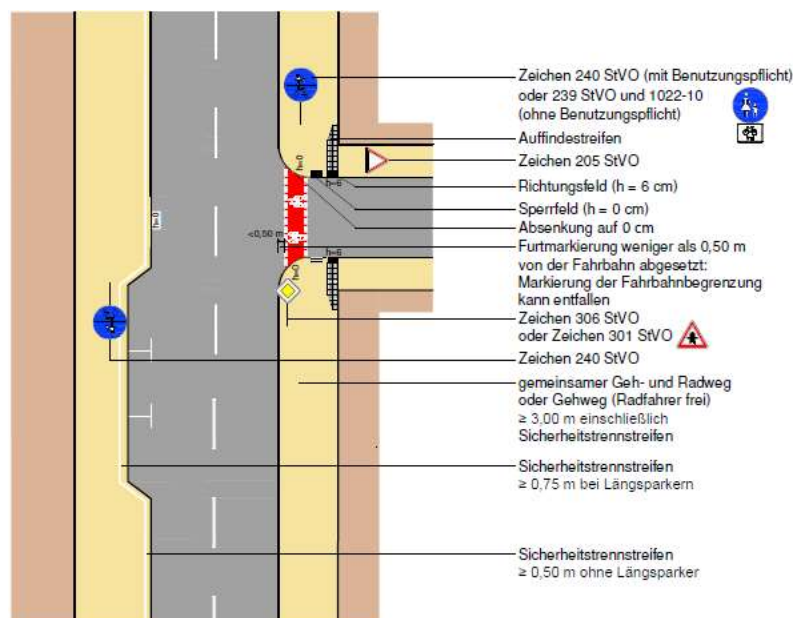 Zeichen 240 StVO (mit Benutzungspflicht)
oder 239 StVO und 1022-10
(ohne Benutzungspflicht)
Auffindestreifen
Zeichen 205 StVO
Richtungsfeld (h = 6 cm)
Sperrfeld (h = 0 cm)
Absenkung auf 0 cm
Furtmarkierung weniger als 0,50 m
von der Fahrbahn abgesetzt:
Markierung der Fahrbahnbegrenzung
kann entfallen
Zeichen 306 StVO
oder Zeichen 301 StVO
Zeichen 240 StVO
gemeinsamer Geh- und Radweg
oder Gehweg (Radfahrer frei)
≥ 3,00 m einschließlich
Sicherheitstrennstreifen
Sicherheitstrennstreifen
≥ 0,75 m bei Längsparkern
Sicherheitstrennstreifen
≥ 0,50 m ohne Längsparker
h=0
h=6
h=0
<0,50 m
h=6
h=0